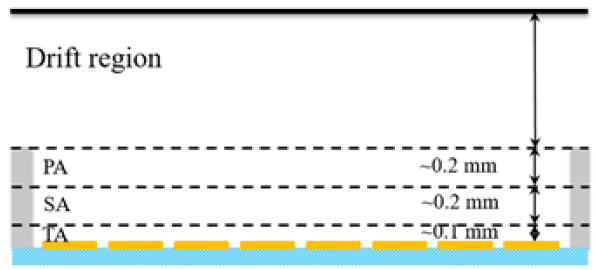 Drift region
PA ~0.2 mm
SA ~0.2 mm
TA ~0.1 mm